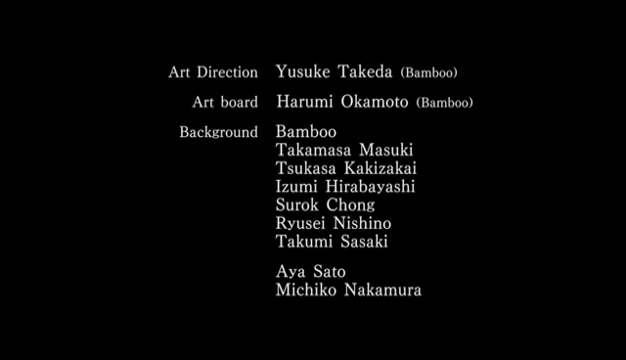 Art Direction Yusuke Takeda (Bamboo)
Art board Harumi Okamoto (Bamboo)
Background Bamboo
Takamasa Masuki
Tsukasa Kakizakai
Izumi Hirabayashi
Surok Chong
Ryusei Nishino
Takumi Sasaki
Aya Sato
Michiko Nakamura